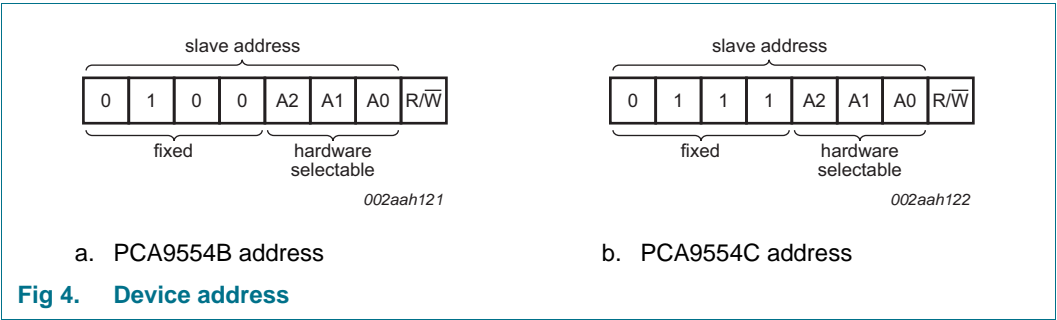 slave address
0 1 0 0 A2 A1 A0 R/W̅
fixed
hardware
selectable
002aah121
a. PCA9554B address
slave address
0 1 1 1 A2 A1 A0 R/W̅
fixed
hardware
selectable
002aah122
b. PCA9554C address
Fig 4. Device address